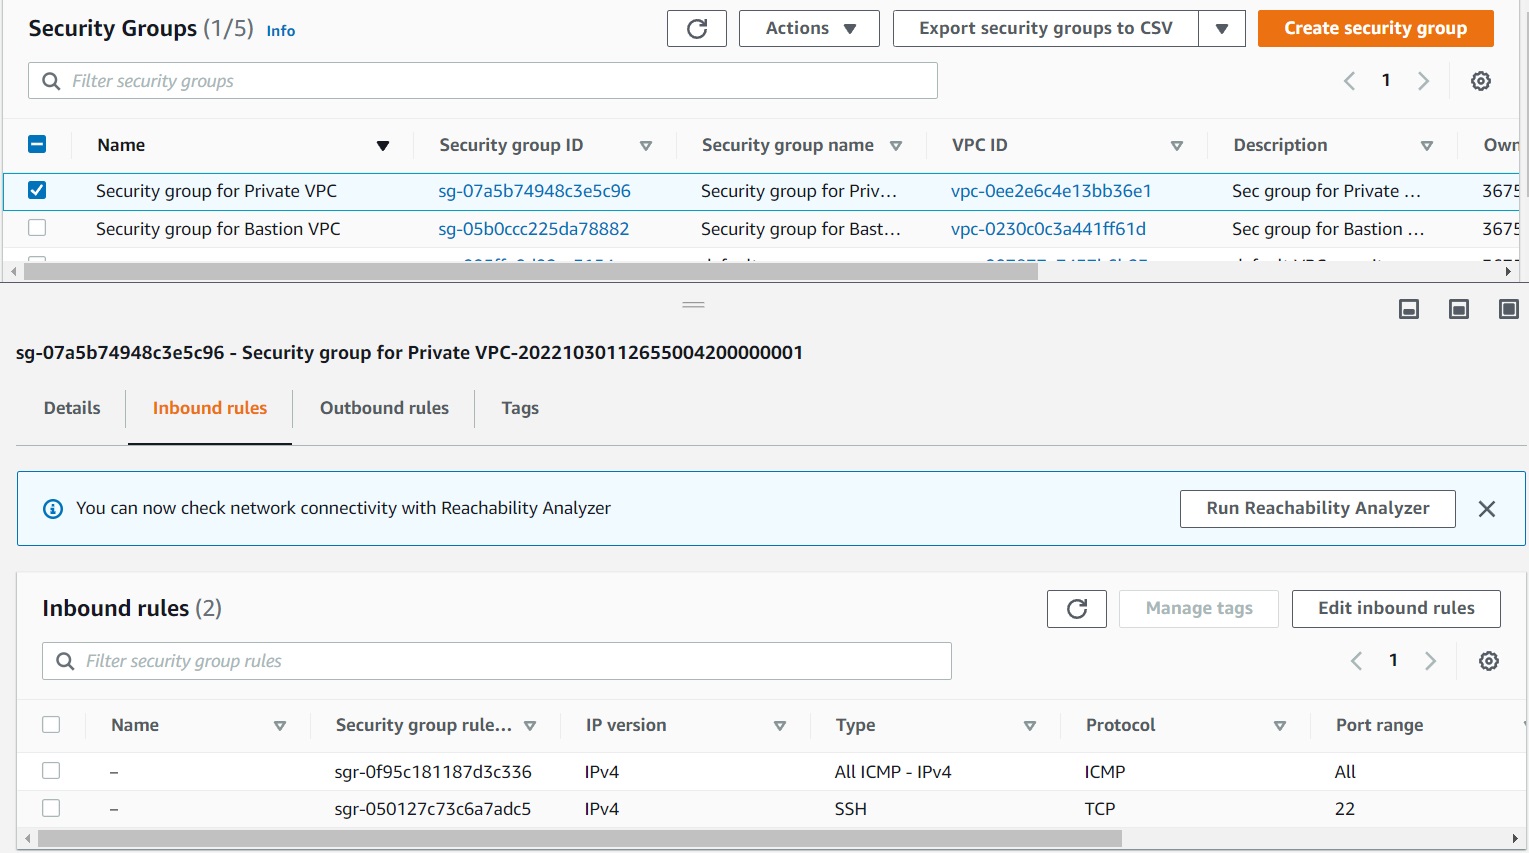 Security Groups (1/5) Info
Actions
Export security groups to CSV
Create security group
Filter security groups
1
Name Security group ID Security group name VPC ID Description Own
Security group for Private VPC sg-07a5b74948c3e5c96 Security group for Priv... vpc-0ee2e6c4e13bb36e1 Sec group for Private ... 3675
Security group for Bastion VPC sg-05b0ccc225da78882 Security group for Bast... vpc-0230c0c3a441ff61d Sec group for Bastion ... 3675
sg-07a5b74948c3e5c96 - Security group for Private VPC-20221030112655004200000001
Details Inbound rules Outbound rules Tags
You can now check network connectivity with Reachability Analyzer
Run Reachability Analyzer
Inbound rules (2)
Manage tags
Edit inbound rules
Filter security group rules
1
Name Security group rule... IP version Type Protocol Port range
– sgr-0f95c181187d3c336 IPv4 All ICMP - IPv4 ICMP All
– sgr-050127c73c6a7adc5 IPv4 SSH TCP 22